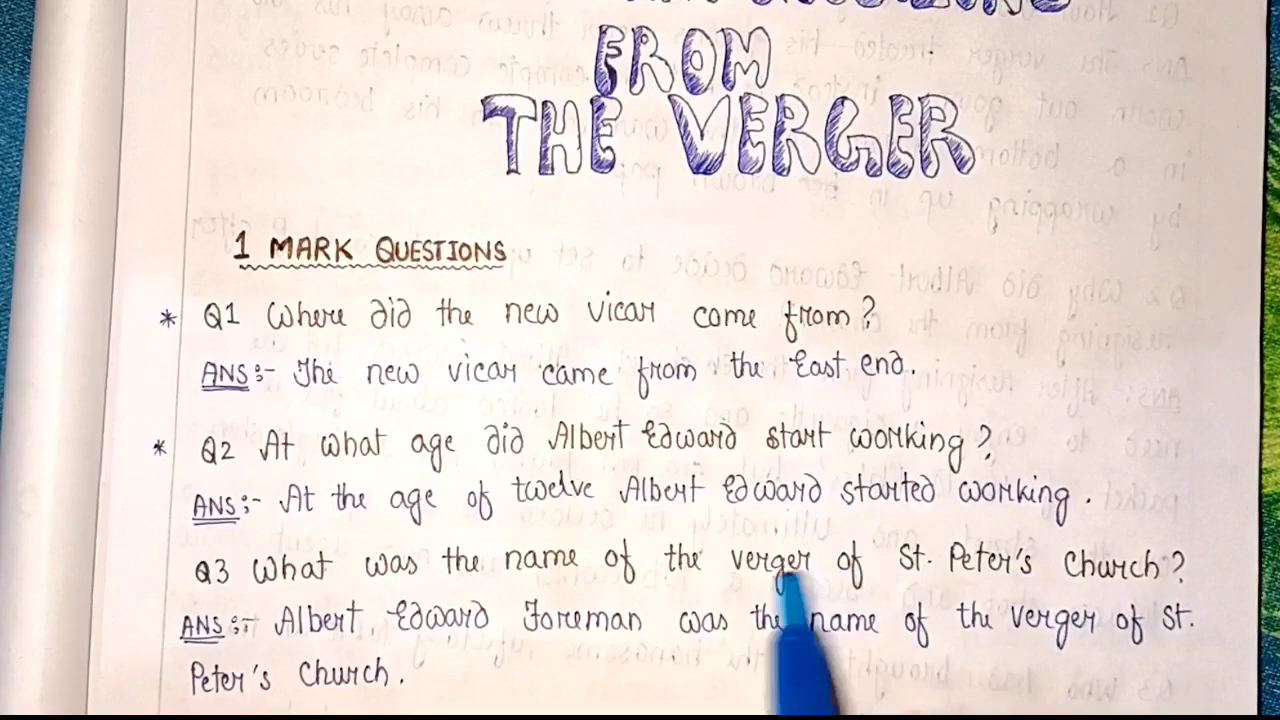 FROM
THE VERGER
1 MARK QUESTIONS
* Q1 Where did the new vicar come from?
ANS :- The new vicar came from the East end.
* Q2 At what age did Albert Edward start working?
ANS :- At the age of twelve Albert Edward started working.
Q3 What was the name of the verger of St. Peter's Church?
ANS :- Albert Edward Foreman was the name of the verger of St.
Peter's Church.